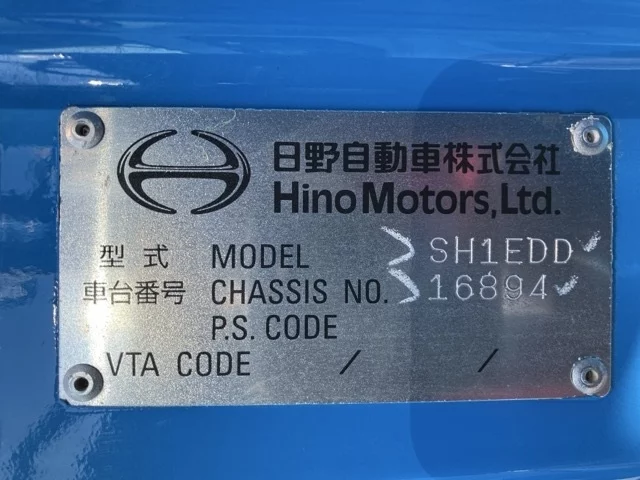 日野自動車株式会社
Hino Motors, Ltd.
型式 MODEL SH1EDD
車台番号 CHASSIS NO. 16894
P.S. CODE
VTA CODE / /